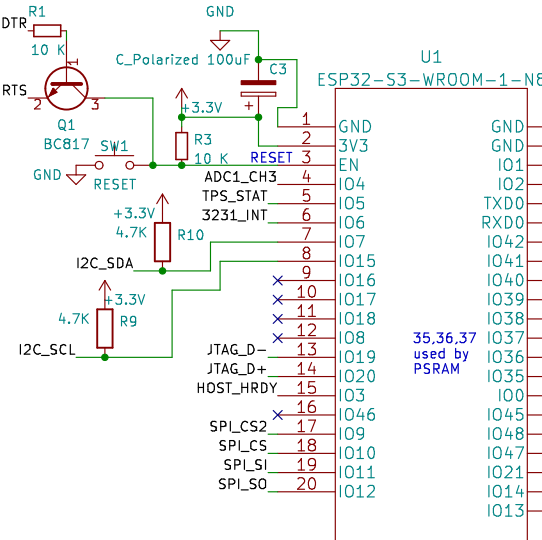 R1
GND
DTR
10 K
C_Polarized 100uF
C3
U1
ESP32-S3-WROOM-1-N8
1
RTS
2
3
+3.3V
+
Q1
BC817
SW1
R3
10 K
GND
RESET
RESET
1 GND GND
2 3V3 GND
3 EN IO1
ADC1_CH3 4 IO4 IO2
TPS_STAT 5 IO5 TXD0
3231_INT 6 IO6 RXD0
+3.3V
4.7K
R10
7 IO7 IO42
I2C_SDA 8 IO15 IO41
9 IO16 IO40
+3.3V
4.7K
R9
10 IO17 IO39
11 IO18 IO38
12 IO8 IO37
35,36,37
used by
PSRAM
I2C_SCL
JTAG_D- 13 IO19 IO36
JTAG_D+ 14 IO20 IO35
HOST_HRDY 15 IO3 IO0
16 IO46 IO45
SPI_CS2 17 IO9 IO48
SPI_CS 18 IO10 IO47
SPI_SI 19 IO11 IO21
SPI_SO 20 IO12 IO14
IO13